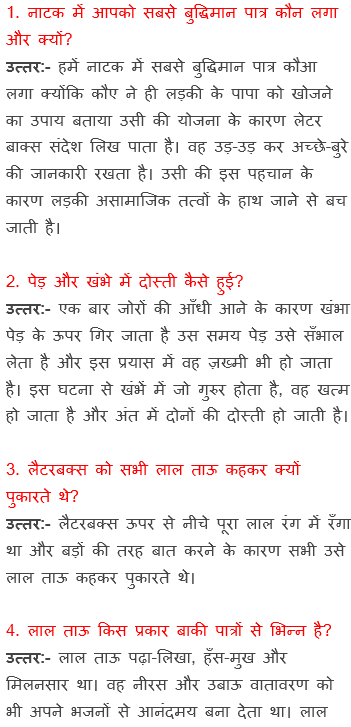 1. नाटक में आपको सबसे बुद्धिमान पात्र कौन लगा
और क्यों?
उत्तर:- हमें नाटक में सबसे बुद्धिमान पात्र कौआ
लगा क्योंकि कौए ने ही लड़की के पापा को खोजने
का उपाय बताया उसी की योजना के कारण लेटर
बाक्स संदेश लिख पाता है। वह उड़-उड़ कर अच्छे-बुरे
की जानकारी रखता है। उसी की इस पहचान के
कारण लड़की असामाजिक तत्वों के हाथ जाने से बच
जाती है।
2. पेड़ और खंभे में दोस्ती कैसे हुई?
उत्तर:- एक बार जोरों की आँधी आने के कारण खंभा
पेड़ के ऊपर गिर जाता है उस समय पेड़ उसे सँभाल
लेता है और इस प्रयास में वह ज़ख्मी भी हो जाता
है। इस घटना से खंभें में जो गुरुर होता है, वह खत्म
हो जाता है और अंत में दोनों की दोस्ती हो जाती है।
3. लैटरबक्स को सभी लाल ताऊ कहकर क्यों
पुकारते थे?
उत्तर:- लैटरबक्स ऊपर से नीचे पूरा लाल रंग में रँगा
था और बड़ों की तरह बात करने के कारण सभी उसे
लाल ताऊ कहकर पुकारते थे।
4. लाल ताऊ किस प्रकार बाकी पात्रों से भिन्न है?
उत्तर:- लाल ताऊ पढ़ा-लिखा, हँस-मुख और
मिलनसार था। वह नीरस और उबाऊ वातावरण को
भी अपने भजनों से आनंदमय बना देता था। लाल